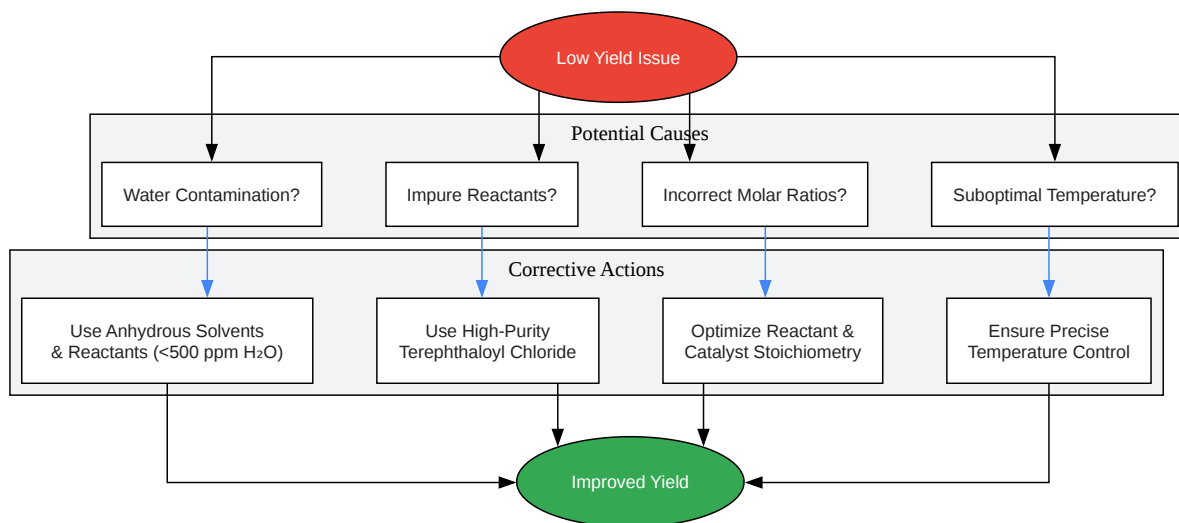 Low Yield Issue
Potential Causes
Water Contamination?
Impure Reactants?
Incorrect Molar Ratios?
Suboptimal Temperature?
Corrective Actions
Use Anhydrous Solvents
& Reactants (<500 ppm H₂O)
Use High-Purity
Terephthaloyl Chloride
Optimize Reactant &
Catalyst Stoichiometry
Ensure Precise
Temperature Control
Improved Yield